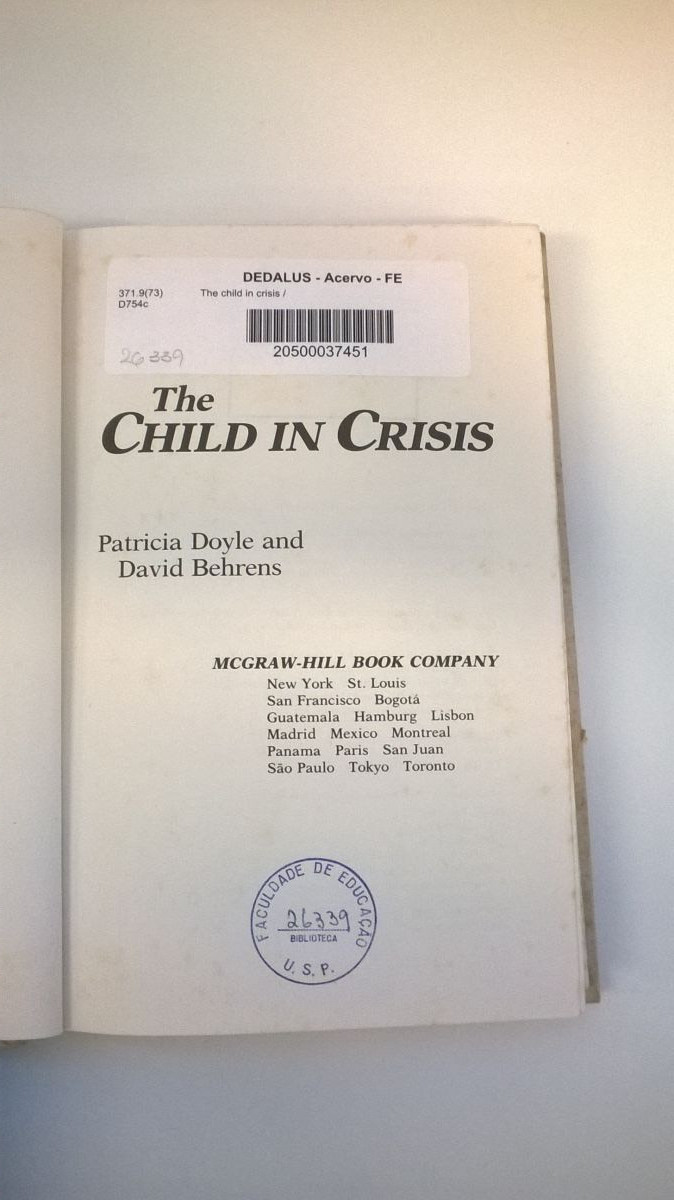 DEDALUS - Acervo - FE
371.9(73) The child in crisis /
D754c
20500037451
26339
The
CHILD IN CRISIS
Patricia Doyle and
David Behrens
MCGRAW-HILL BOOK COMPANY
New York St. Louis
San Francisco Bogotá
Guatemala Hamburg Lisbon
Madrid Mexico Montreal
Panama Paris San Juan
São Paulo Tokyo Toronto
FACULDADE DE EDUCAÇÃO
26339
BIBLIOTECA
U. S. P.